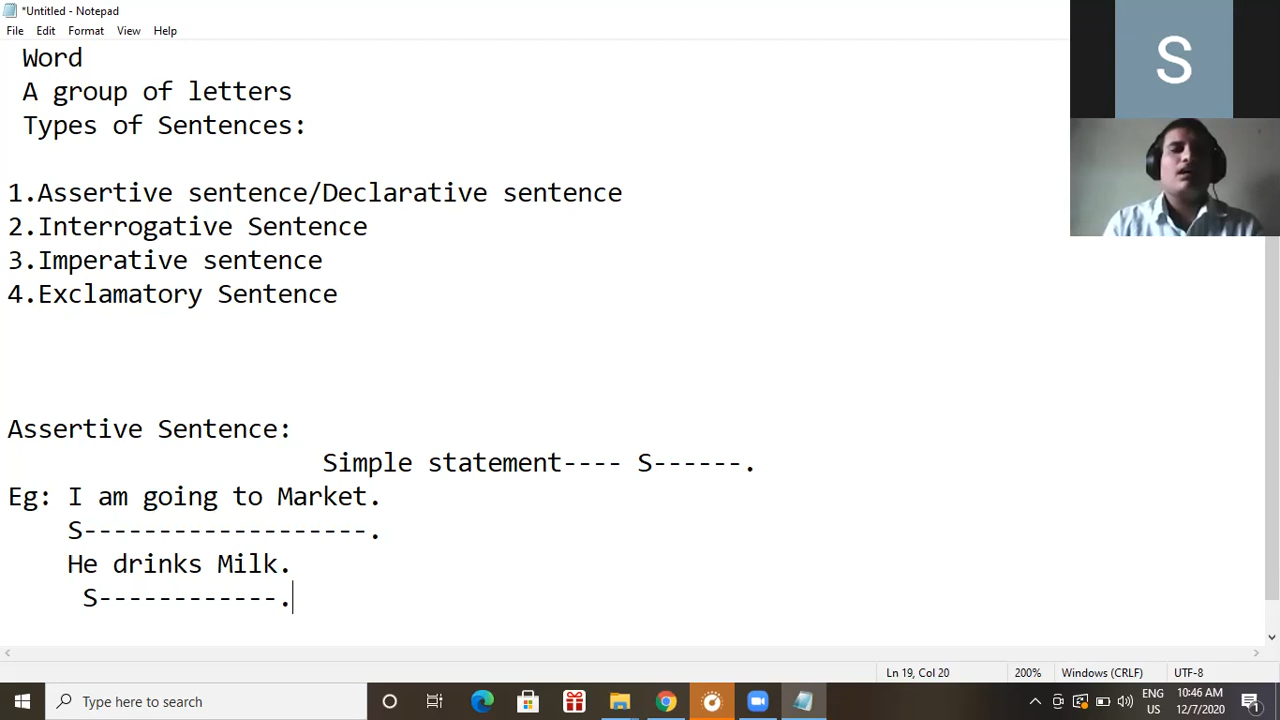 *Untitled - Notepad
File Edit Format View Help
Word
A group of letters
Types of Sentences:
1.Assertive sentence/Declarative sentence
2.Interrogative Sentence
3.Imperative sentence
4.Exclamatory Sentence
Assertive Sentence:
Simple statement---- S------.
Eg: I am going to Market.
S-------------------.
He drinks Milk.
S------------.
S
Ln 19, Col 20 200% Windows (CRLF) UTF-8
Type here to search
ENG
US
10:46 AM
12/7/2020
1